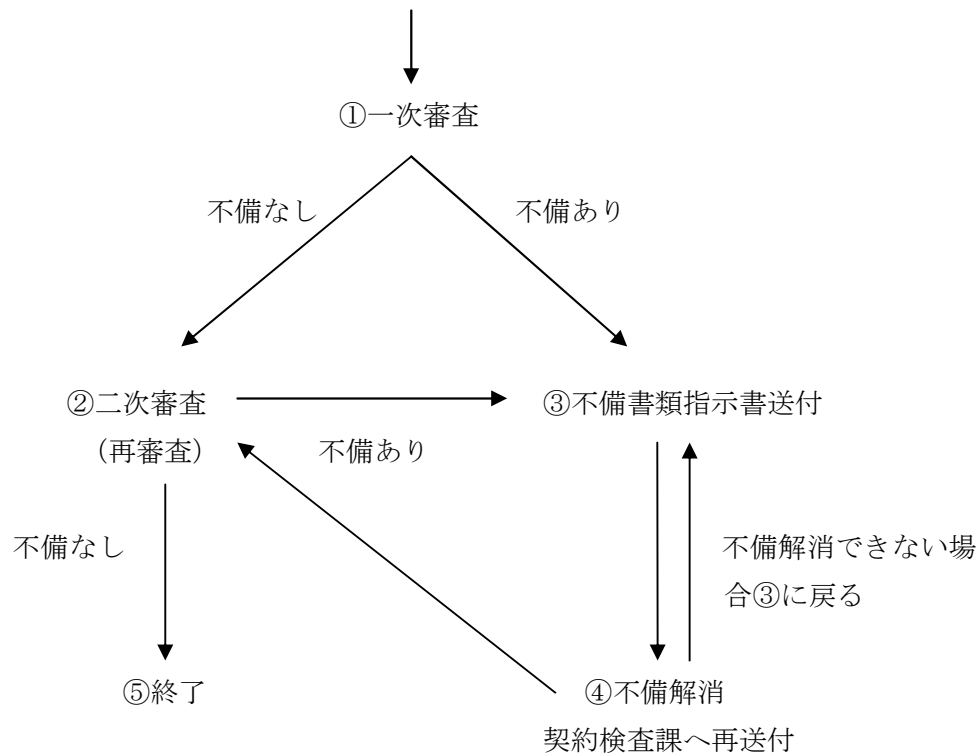 ①一次審査
不備なし
不備あり
②二次審査
(再審査)
不備あり
③不備書類指示書送付
不備なし
不備解消できない場
合③に戻る
⑤終了
④不備解消
契約検査課へ再送付